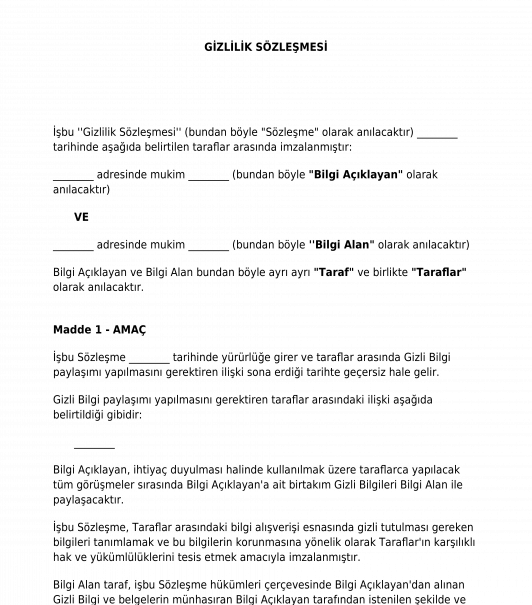 GİZLİLİK SÖZLEŞMESİ
İşbu ''Gizlilik Sözleşmesi'' (bundan böyle "Sözleşme" olarak anılacaktır) ________
tarihinde aşağıda belirtilen taraflar arasında imzalanmıştır:
________ adresinde mukim ________ (bundan böyle "Bilgi Açıklayan" olarak
anılacaktır)
VE
________ adresinde mukim ________ (bundan böyle ''Bilgi Alan" olarak anılacaktır)
Bilgi Açıklayan ve Bilgi Alan bundan böyle ayrı ayrı "Taraf" ve birlikte "Taraflar"
olarak anılacaktır.
Madde 1 - AMAÇ
İşbu Sözleşme ________ tarihinde yürürlüğe girer ve taraflar arasında Gizli Bilgi
paylaşımı yapılmasını gerektiren ilişki sona erdiği tarihte geçersiz hale gelir.
Gizli Bilgi paylaşımı yapılmasını gerektiren taraflar arasındaki ilişki aşağıda
belirtildiği gibidir:
________
Bilgi Açıklayan, ihtiyaç duyulması halinde kullanılmak üzere taraflarca yapılacak
tüm görüşmeler sırasında Bilgi Açıklayan'a ait birtakım Gizli Bilgileri Bilgi Alan ile
paylaşacaktır.
İşbu Sözleşme, Taraflar arasındaki bilgi alışverişi esnasında gizli tutulması gereken
bilgileri tanımlamak ve bu bilgilerin korunmasına yönelik olarak Taraflar'ın karşılıklı
hak ve yükümlülüklerini tesis etmek amacıyla imzalanmıştır.
Bilgi Alan taraf, işbu Sözleşme hükümleri çerçevesinde Bilgi Açıklayan'dan alınan
Gizli Bilgi ve belgelerin münhasıran Bilgi Açıklayan tarafından istenilen şekilde ve